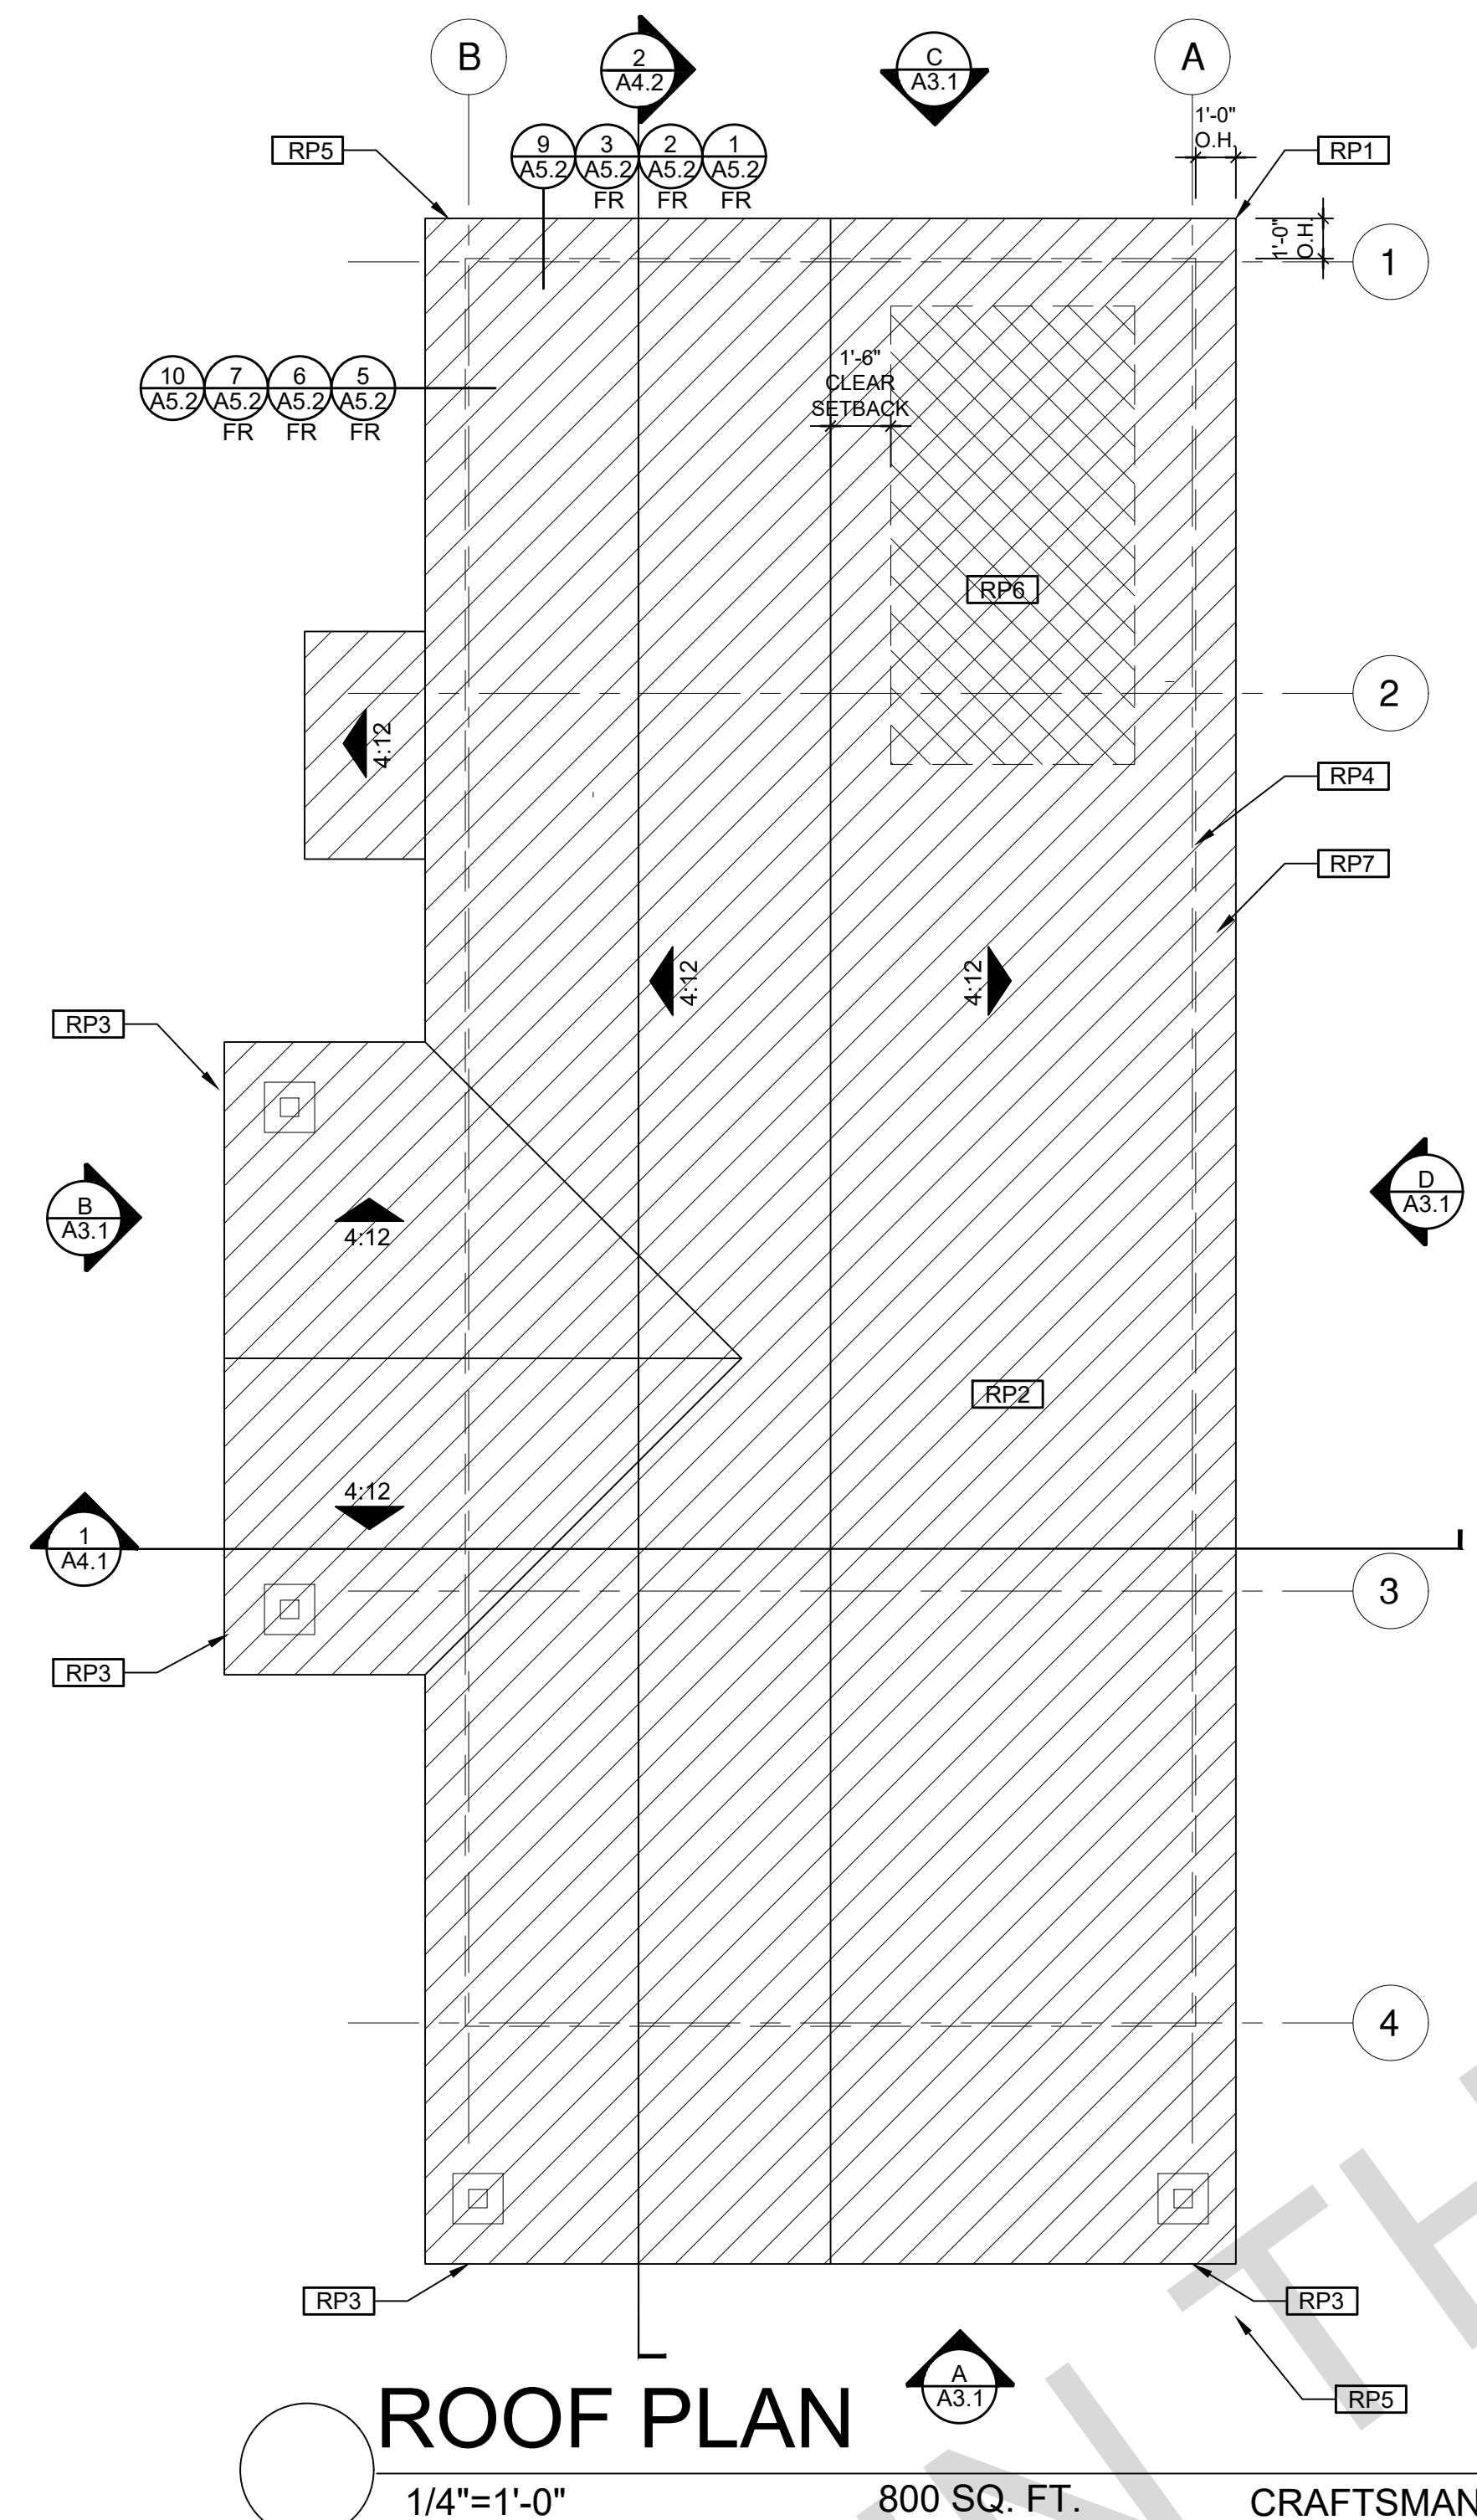 B
2
A4.2
C
A3.1
A
1'-0"
O.H.
RP5
9
A5.2
3
A5.2
FR
2
A5.2
FR
1
A5.2
FR
RP1
1'-0"
O.H.
1
10
A5.2
7
A5.2
FR
6
A5.2
FR
5
A5.2
FR
1'-6"
CLEAR
SETBACK
RP6
2
4:12
RP4
RP7
4:12
4:12
RP3
B
A3.1
4:12
D
A3.1
RP2
4:12
1
A4.1
3
RP3
4
RP3
RP3
A
A3.1
RP5
ROOF PLAN
1/4"=1'-0"
800 SQ. FT.
CRAFTSMAN